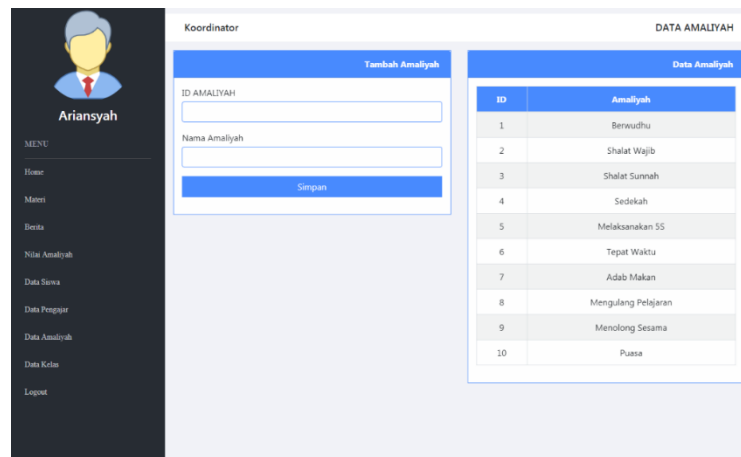 Ariansyah
MENU
Home
Materi
Berita
Nilai Amaliyah
Data Siswa
Data Pengajar
Data Amaliyah
Data Kelas
Logout
Koordinator
DATA AMALIYAH
Tambah Amaliyah
ID AMALIYAH
Nama Amaliyah
Simpan
Data Amaliyah
ID Amaliyah
1 Berwudhu
2 Shalat Wajib
3 Shalat Sunnah
4 Sedekah
5 Melaksanakan 5S
6 Tepat Waktu
7 Adab Makan
8 Mengulang Pelajaran
9 Menolong Sesama
10 Puasa